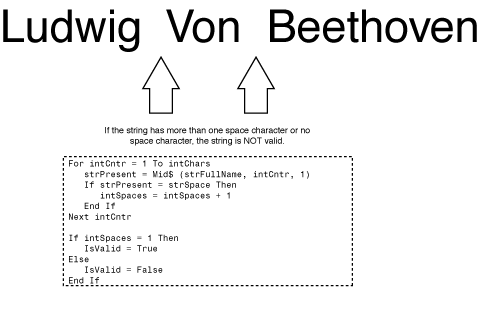 Ludwig Von Beethoven
If the string has more than one space character or no
space character, the string is NOT valid.
For intCntr = 1 To intChars
   strPresent = Mid$ (strFullName, intCntr, 1)
   If strPresent = strSpace Then
      intSpaces = intSpaces + 1
   End If
Next intCntr

If intSpaces = 1 Then
   IsValid = True
Else
   IsValid = False
End If